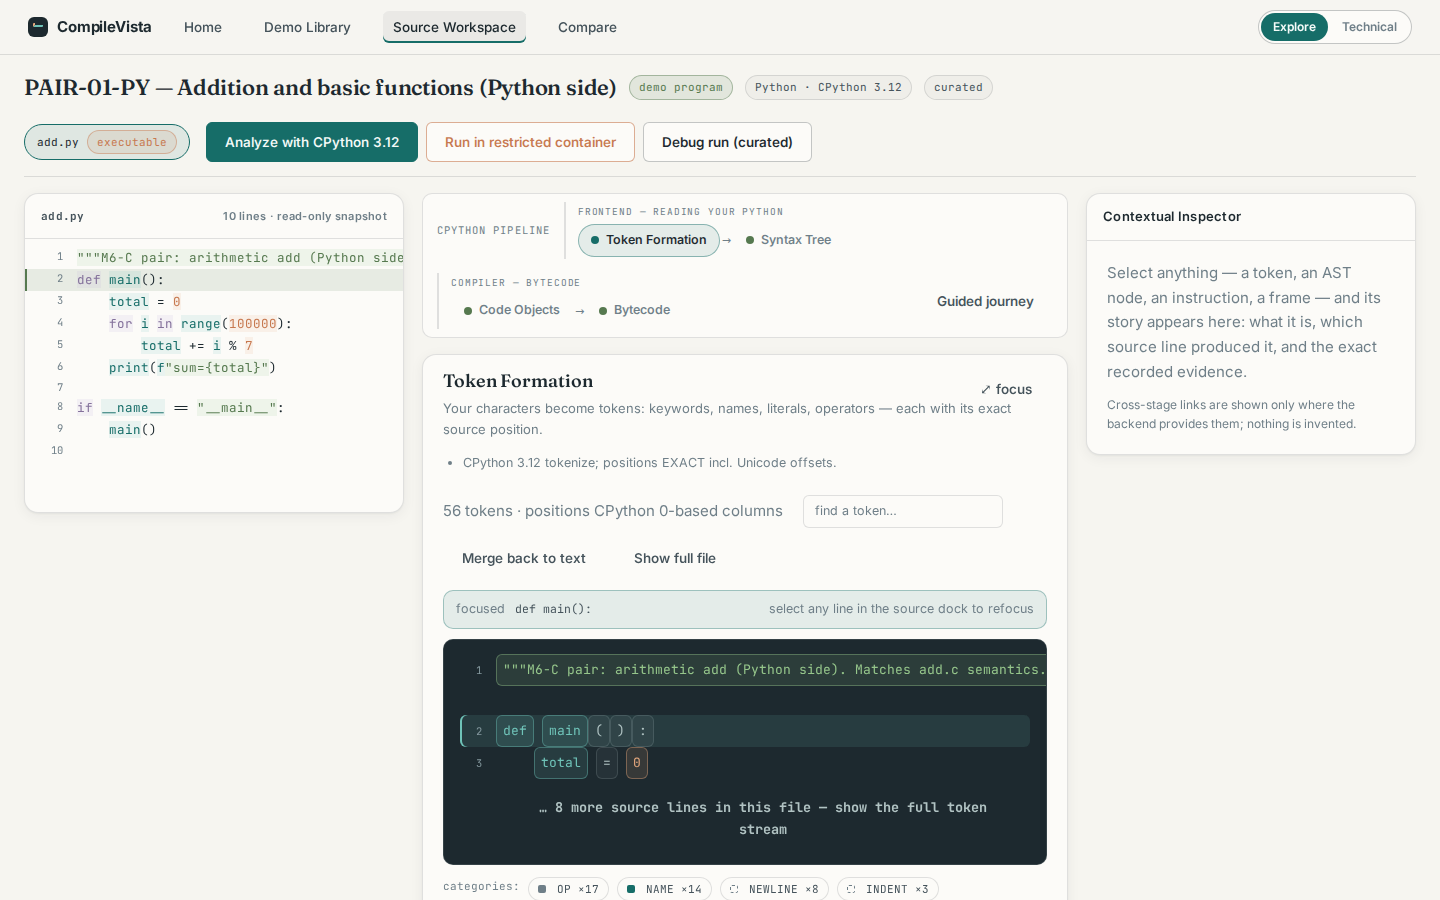 CompileVista
Home
Demo Library
Source Workspace
Compare
Explore
Technical
PAIR-01-PY — Addition and basic functions (Python side)
demo program
Python · CPython 3.12
curated
add.py
executable
Analyze with CPython 3.12
Run in restricted container
Debug run (curated)
add.py
10 lines · read-only snapshot
1 """M6-C pair: arithmetic add (Python side
2 def main():
3     total = 0
4     for i in range(100000):
5         total += i % 7
6     print(f"sum={total}")
7
8 if __name__ == "__main__":
9     main()
10
CPYTHON PIPELINE
FRONTEND — READING YOUR PYTHON
Token Formation
→
Syntax Tree
COMPILER — BYTECODE
Code Objects
→
Bytecode
Guided journey
Token Formation
⤢ focus
Your characters become tokens: keywords, names, literals, operators — each with its exact
source position.
• CPython 3.12 tokenize; positions EXACT incl. Unicode offsets.
56 tokens · positions CPython 0-based columns
find a token…
Merge back to text
Show full file
focused def main():
select any line in the source dock to refocus
1 """M6-C pair: arithmetic add (Python side). Matches add.c semantics.
2 def main ( ) :
3 total = 0
… 8 more source lines in this file — show the full token
stream
categories:
OP ×17
NAME ×14
NEWLINE ×8
INDENT ×3
Contextual Inspector
Select anything — a token, an AST
node, an instruction, a frame — and its
story appears here: what it is, which
source line produced it, and the exact
recorded evidence.
Cross-stage links are shown only where the
backend provides them; nothing is invented.